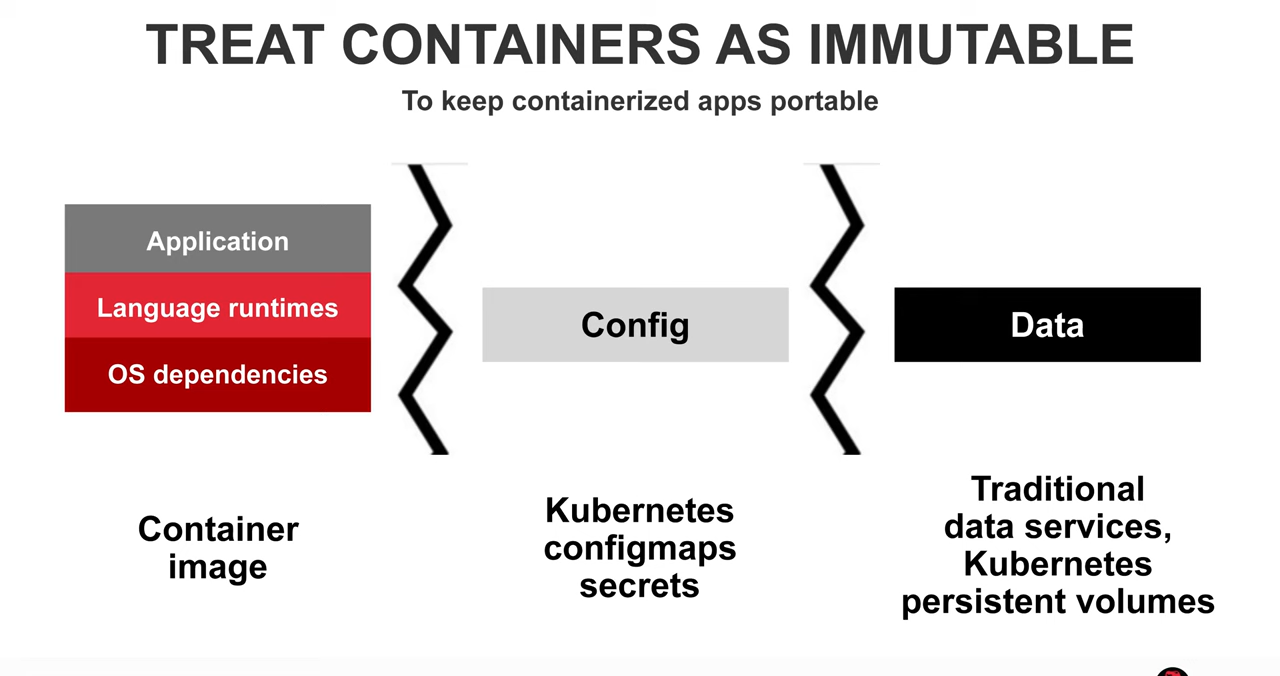 TREAT CONTAINERS AS IMMUTABLE
To keep containerized apps portable
Application
Language runtimes
OS dependencies
Container
image
Config
Kubernetes
configmaps
secrets
Data
Traditional
data services,
Kubernetes
persistent volumes